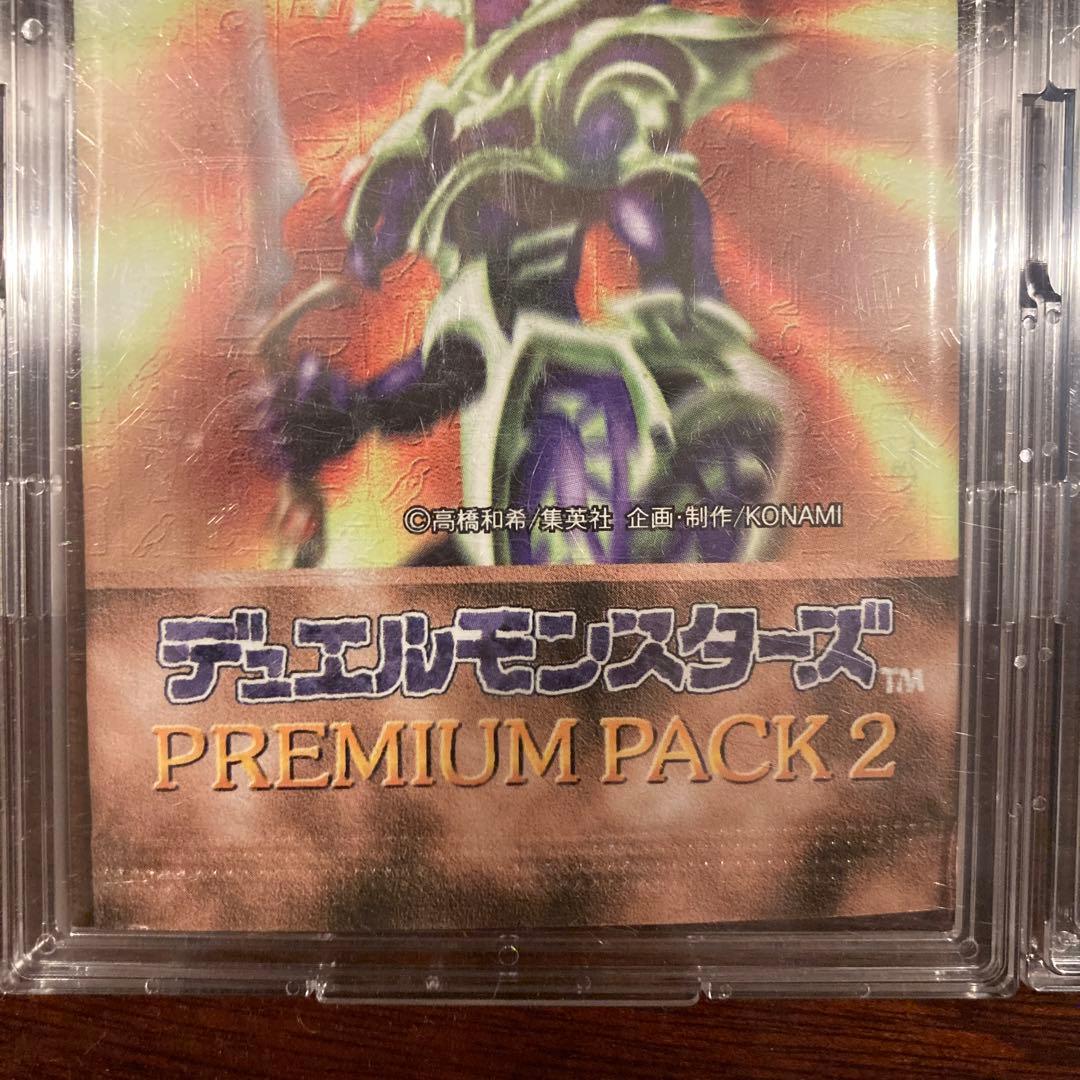 ©高橋和希/集英社 企画・制作/KONAMI
デュエルモンスターズ™
PREMIUM PACK 2